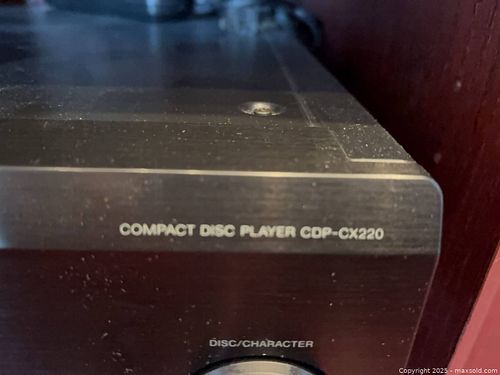 COMPACT DISC PLAYER CDP-CX220
DISC/CHARACTER
Copyright 2025 - maxsold.com